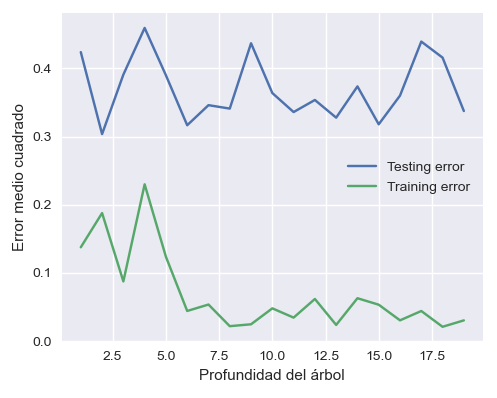 Error medio cuadrado
0.4
0.3
0.2
0.1
0.0
Testing error
Training error
2.5 5.0 7.5 10.0 12.5 15.0 17.5
Profundidad del árbol